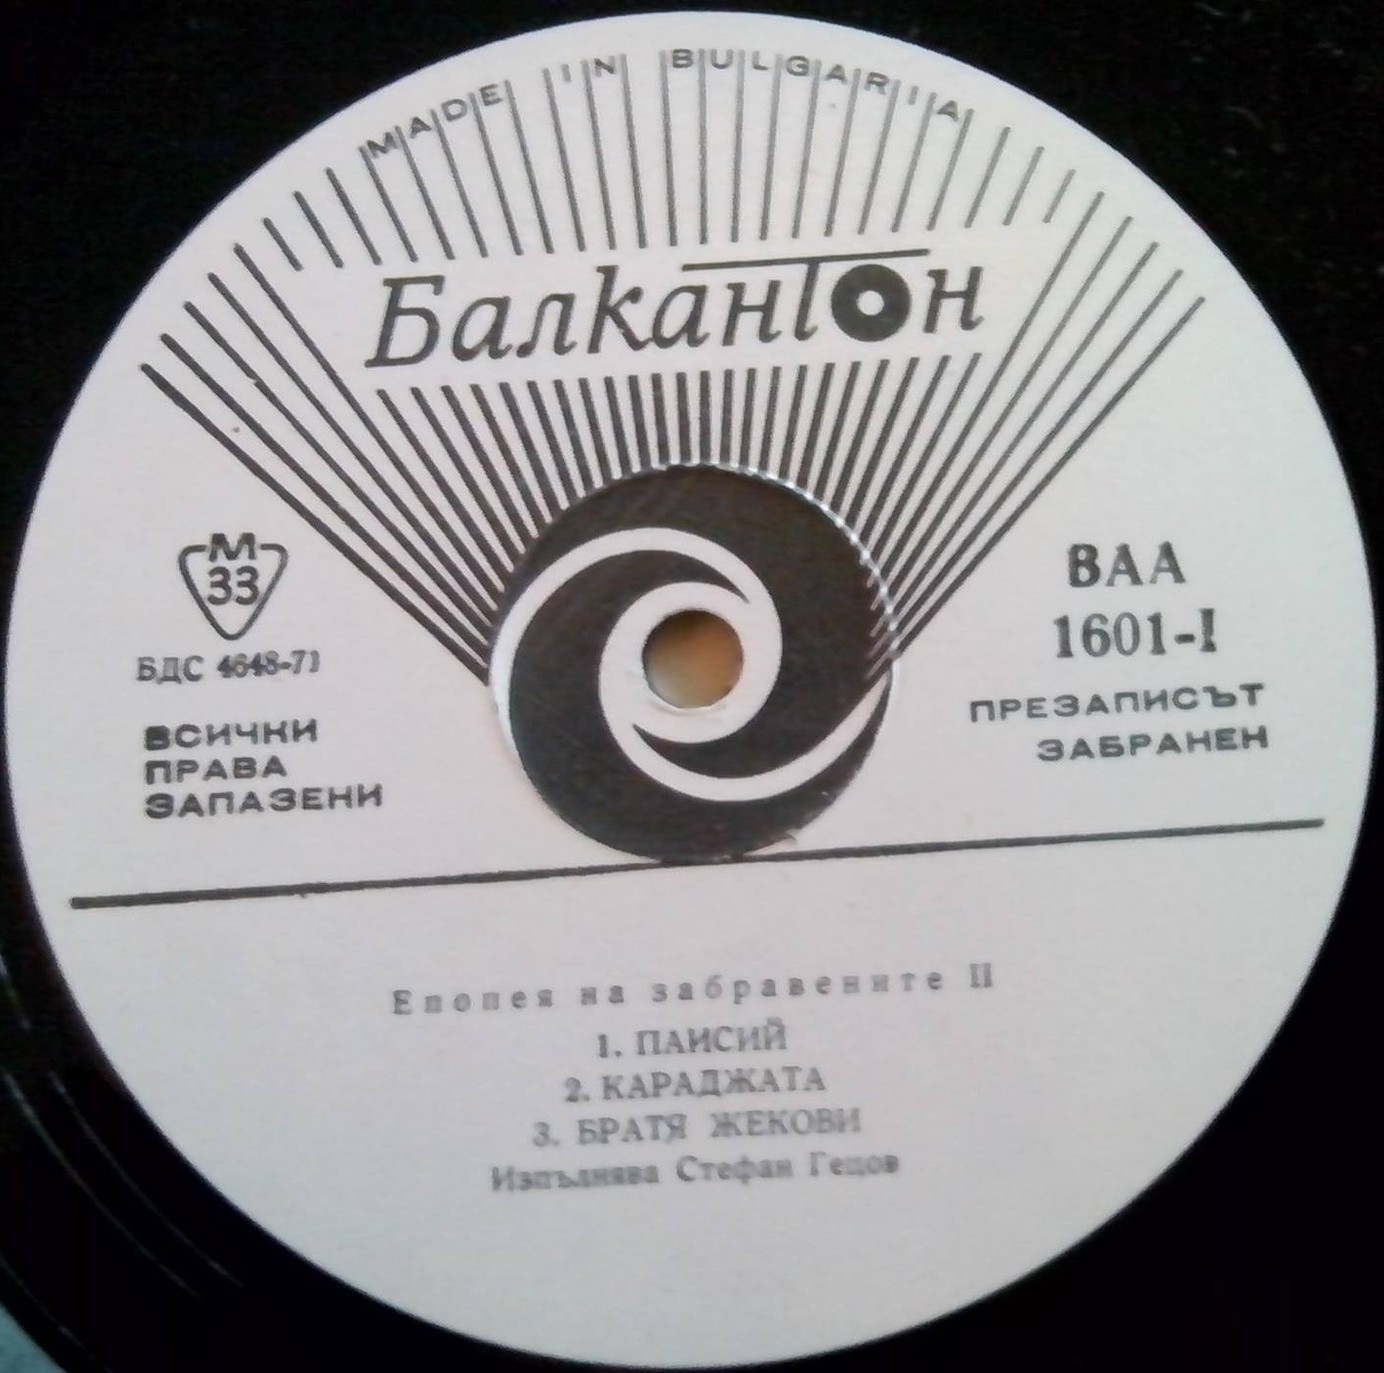 MADE IN BULGARIA
Балкантон
М
33
БДС 4648-71
ВСИЧКИ
ПРАВА
ЗАПАЗЕНИ
ВАА
1601-I
ПРЕЗАПИСЪТ
ЗАБРАНЕН
Епопея на забравените II
1. ПАИСИЙ
2. КАРАДЖАТА
3. БРАТЯ ЖЕКОВИ
Изпълнява Стефан Гецов